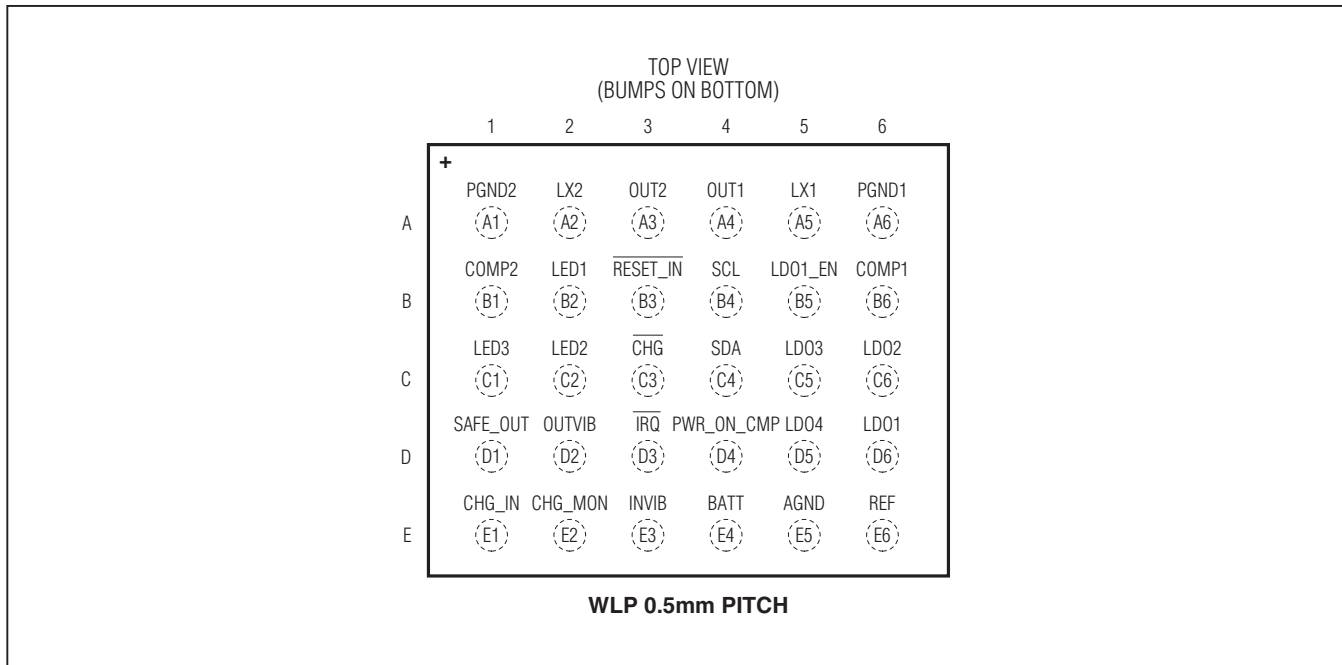 TOP VIEW
(BUMPS ON BOTTOM)
1 2 3 4 5 6
+
PGND2 LX2 OUT2 OUT1 LX1 PGND1
A A1 A2 A3 A4 A5 A6
COMP2 LED1 RESET_IN SCL LDO1_EN COMP1
B B1 B2 B3 B4 B5 B6
LED3 LED2 CHG SDA LDO3 LDO2
C C1 C2 C3 C4 C5 C6
SAFE_OUT OUTVIB IRQ PWR_ON_CMP LDO4 LDO1
D D1 D2 D3 D4 D5 D6
CHG_IN CHG_MON INVIB BATT AGND REF
E E1 E2 E3 E4 E5 E6
WLP 0.5mm PITCH